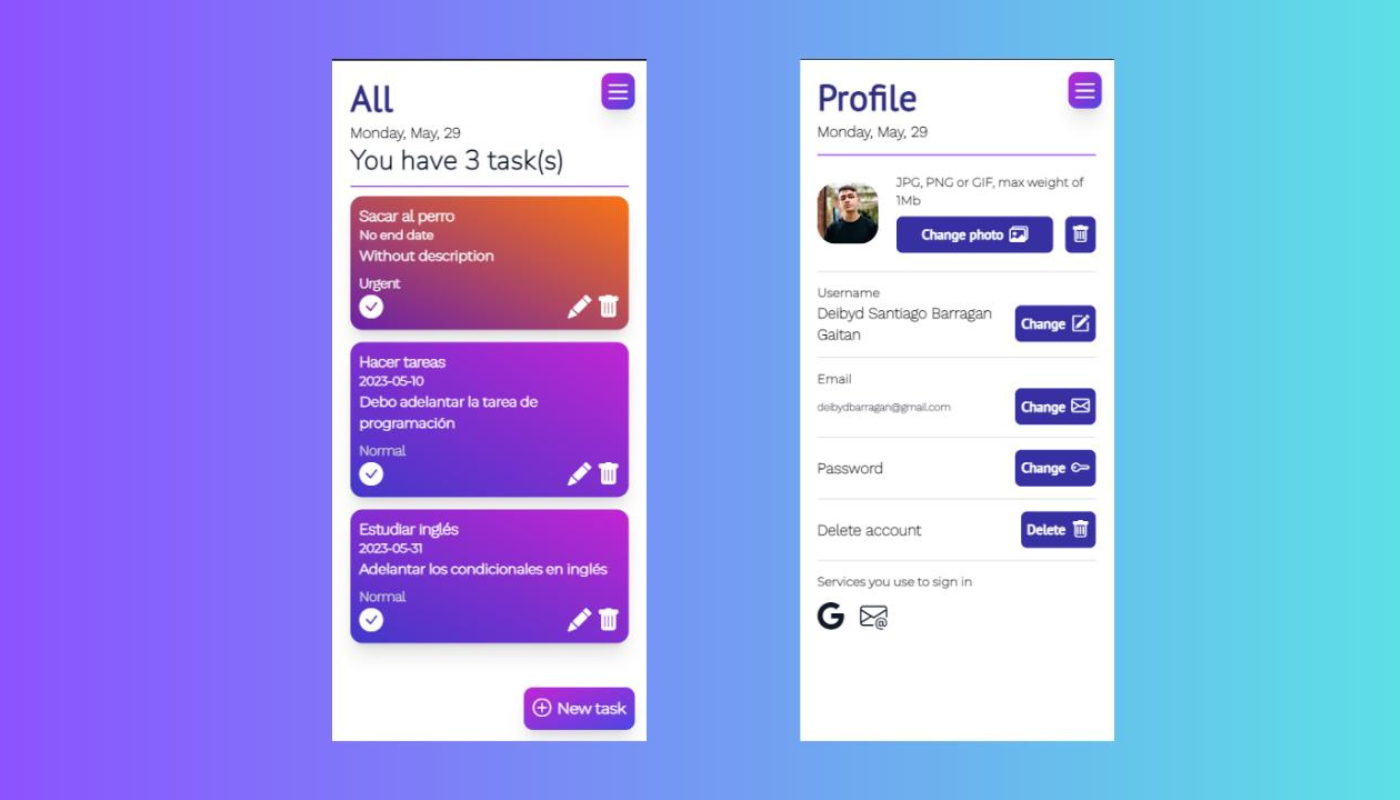 All
Monday, May, 29
You have 3 task(s)
Sacar al perro
No end date
Without description
Urgent
Hacer tareas
2023-05-10
Debo adelantar la tarea de
programación
Normal
Estudiar inglés
2023-05-31
Adelantar los condicionales en inglés
Normal
New task
Profile
Monday, May, 29
JPG, PNG or GIF, max weight of
1Mb
Change photo
Username
Deibyd Santiago Barragan
Gaitan
Change
Email
deibydbarragan@gmail.com
Change
Password
Change
Delete account
Delete
Services you use to sign in
G